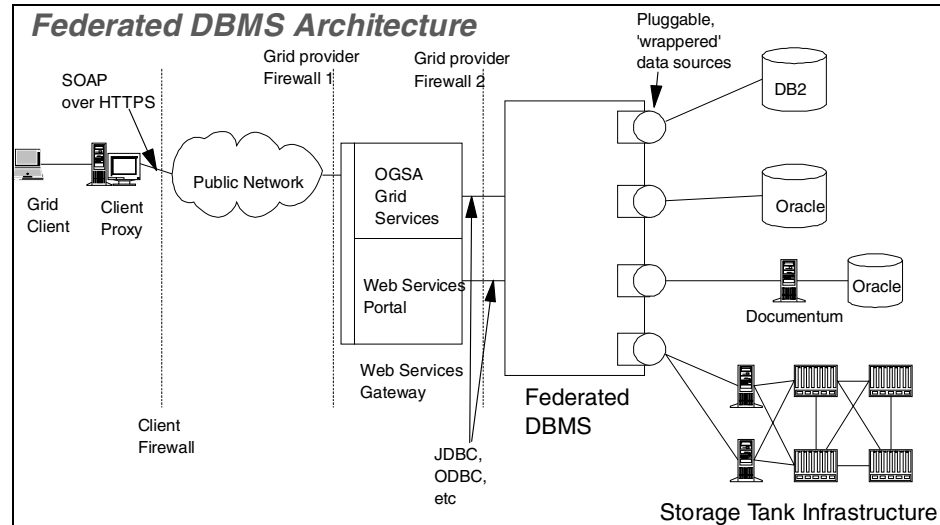 Federated DBMS Architecture
SOAP
over HTTPS
Grid provider
Firewall 1
Grid provider
Firewall 2
Pluggable,
'wrappered'
data sources
DB2
Grid
Client
Client
Proxy
Public Network
OGSA
Grid
Services
Oracle
Web Services
Portal
Oracle
Documentum
Web Services
Gateway
Federated
DBMS
Client
Firewall
JDBC,
ODBC,
etc
Storage Tank Infrastructure